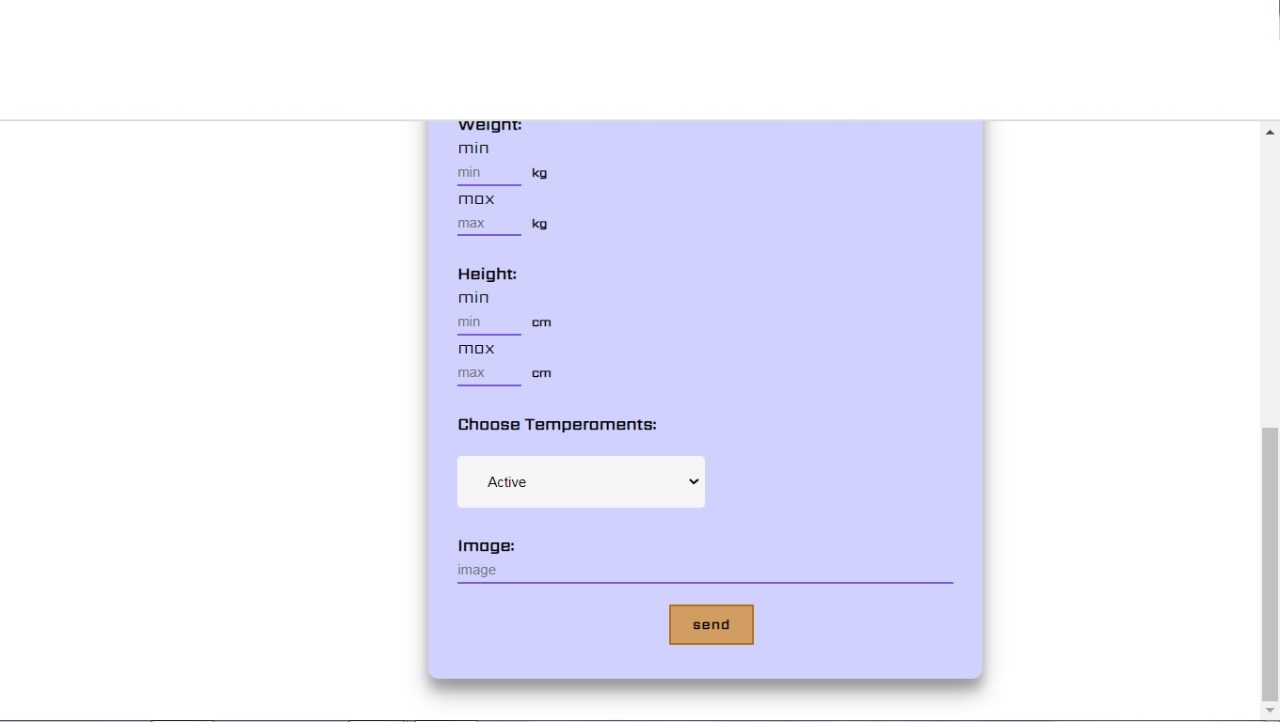 Weight:
min
min kg
max
max kg
Height:
min
min cm
max
max cm
Choose Temperaments:
Active
Image:
image
send